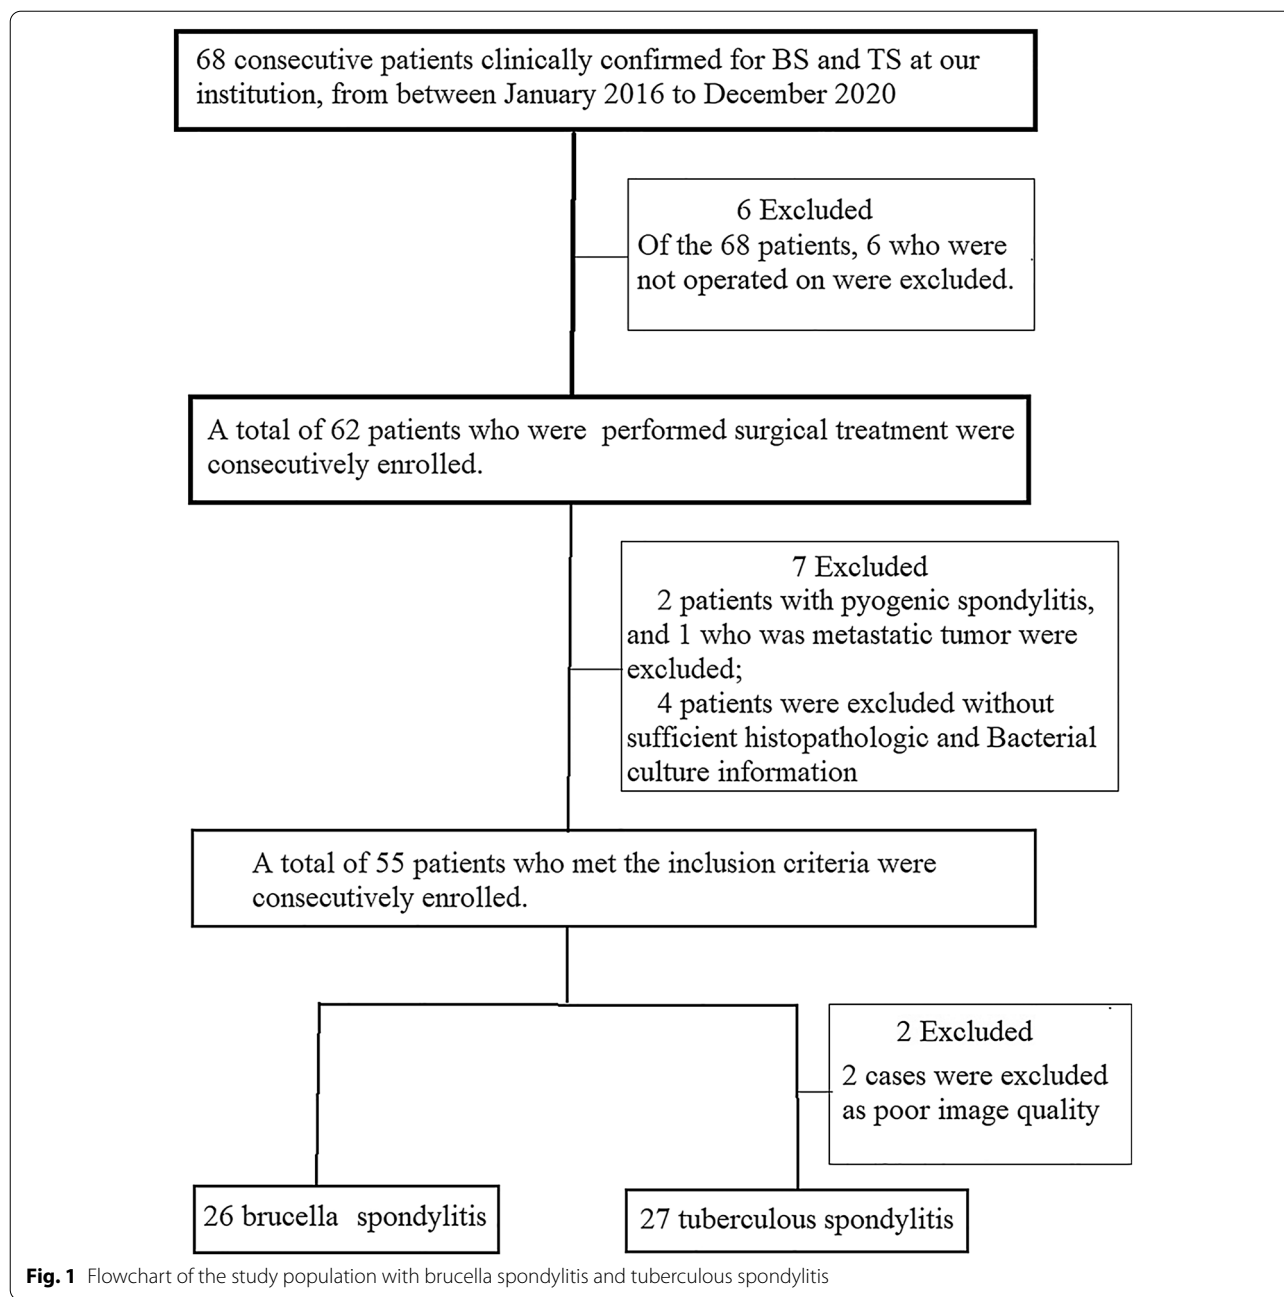 68 consecutive patients clinically confirmed for BS and TS at our
institution, from between January 2016 to December 2020
6 Excluded
Of the 68 patients, 6 who were
not operated on were excluded.
A total of 62 patients who were performed surgical treatment were
consecutively enrolled.
7 Excluded
2 patients with pyogenic spondylitis,
and 1 who was metastatic tumor were
excluded;
4 patients were excluded without
sufficient histopathologic and Bacterial
culture information
A total of 55 patients who met the inclusion criteria were
consecutively enrolled.
2 Excluded
2 cases were excluded
as poor image quality
26 brucella spondylitis
27 tuberculous spondylitis
Fig. 1 Flowchart of the study population with brucella spondylitis and tuberculous spondylitis